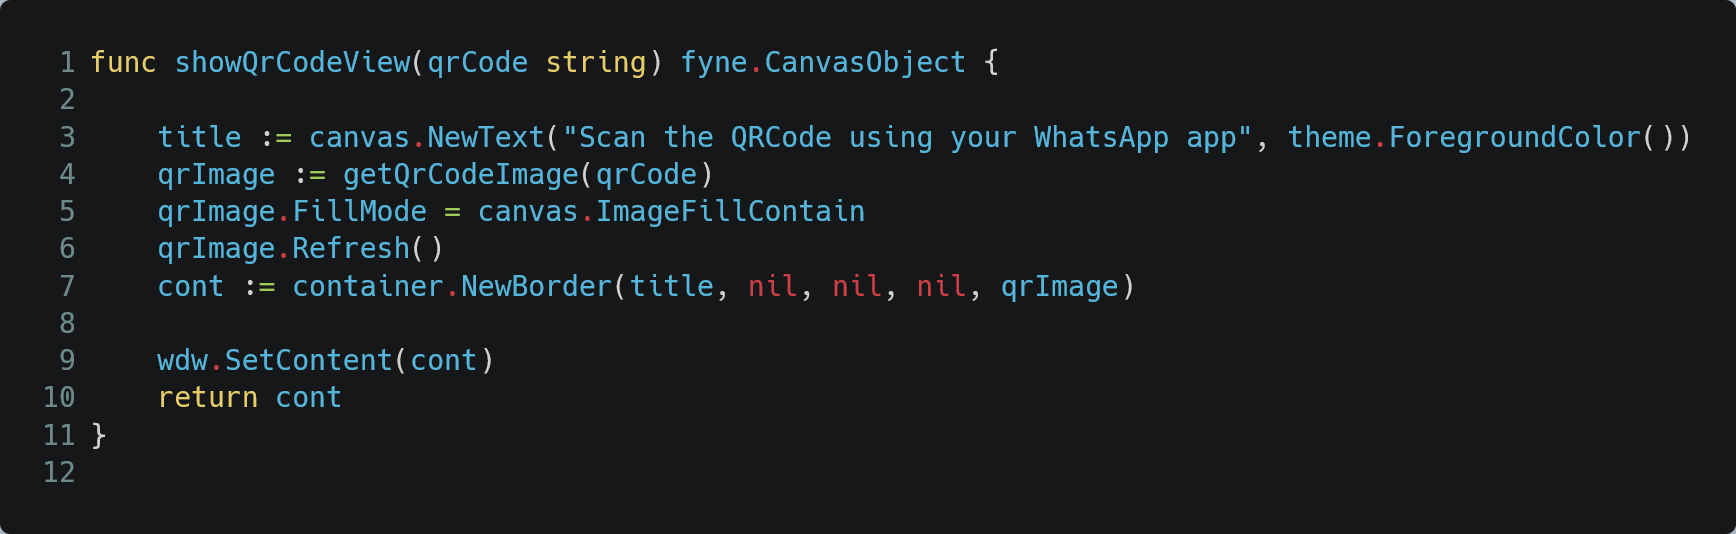 1 func showQrCodeView(qrCode string) fyne.CanvasObject {
2
3     title := canvas.NewText("Scan the QRCode using your WhatsApp app", theme.ForegroundColor())
4     qrImage := getQrCodeImage(qrCode)
5     qrImage.FillMode = canvas.ImageFillContain
6     qrImage.Refresh()
7     cont := container.NewBorder(title, nil, nil, nil, qrImage)
8
9     wdw.SetContent(cont)
10     return cont
11 }
12